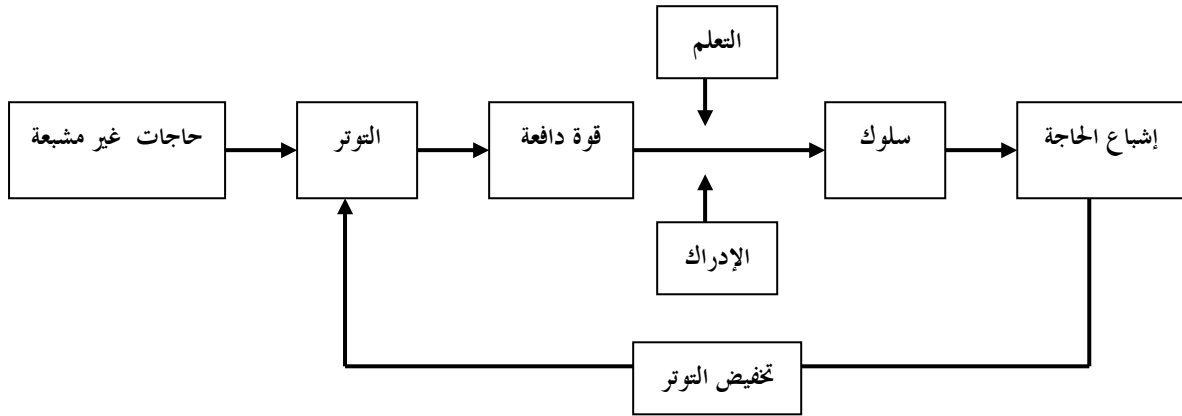 التعلم
حاجات غير مشبعة
التوتر
قوة دافعة
سلوك
إشباع الحاجة
الإدراك
تخفيض التوتر